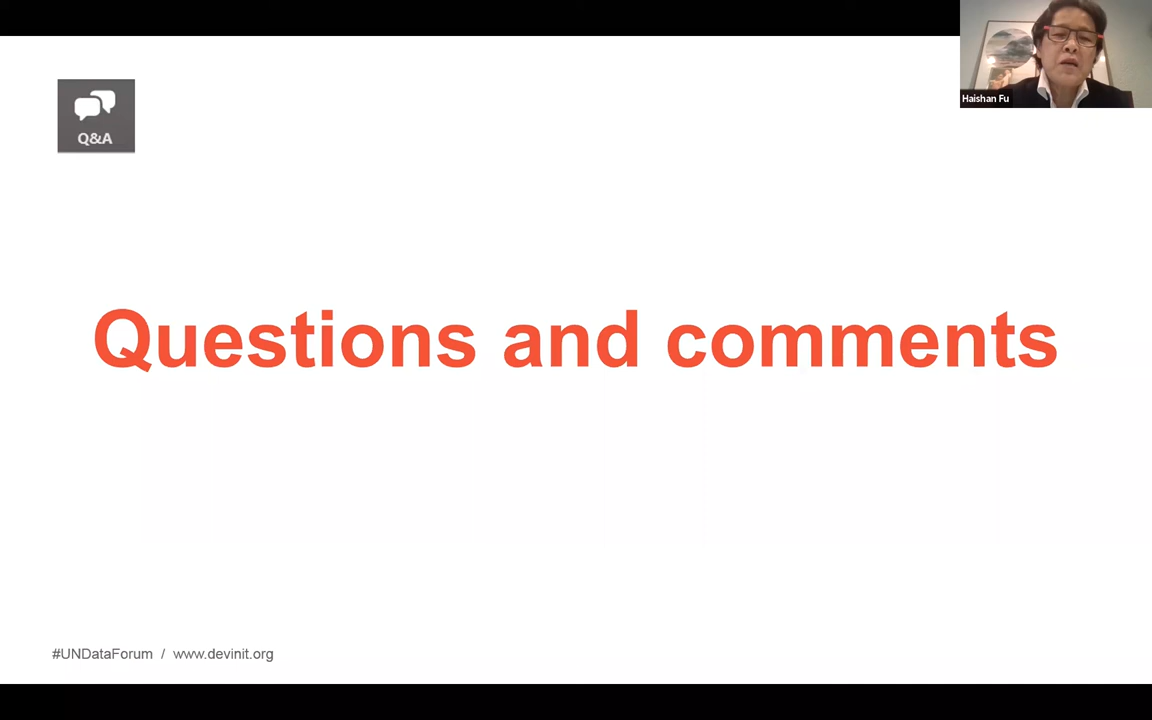 Haishan Fu
Q&A
Questions and comments
#UNDataForum / www.devinit.org